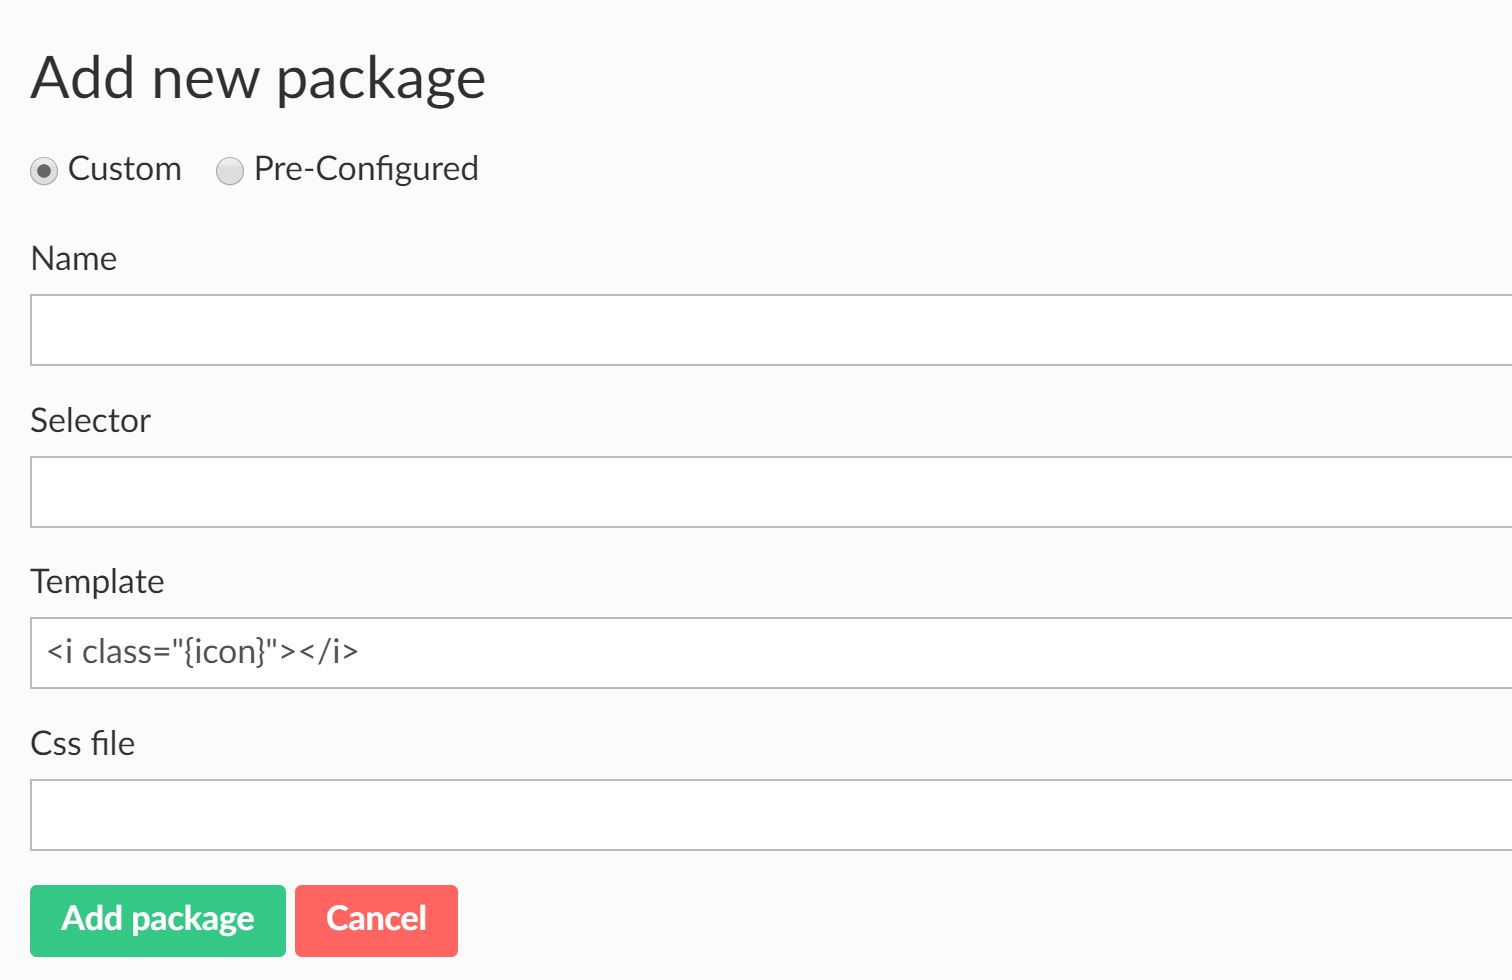 Add new package
Custom Pre-Configured
Name
Selector
Template
<i class="{icon}"></i>
Css file
Add package Cancel